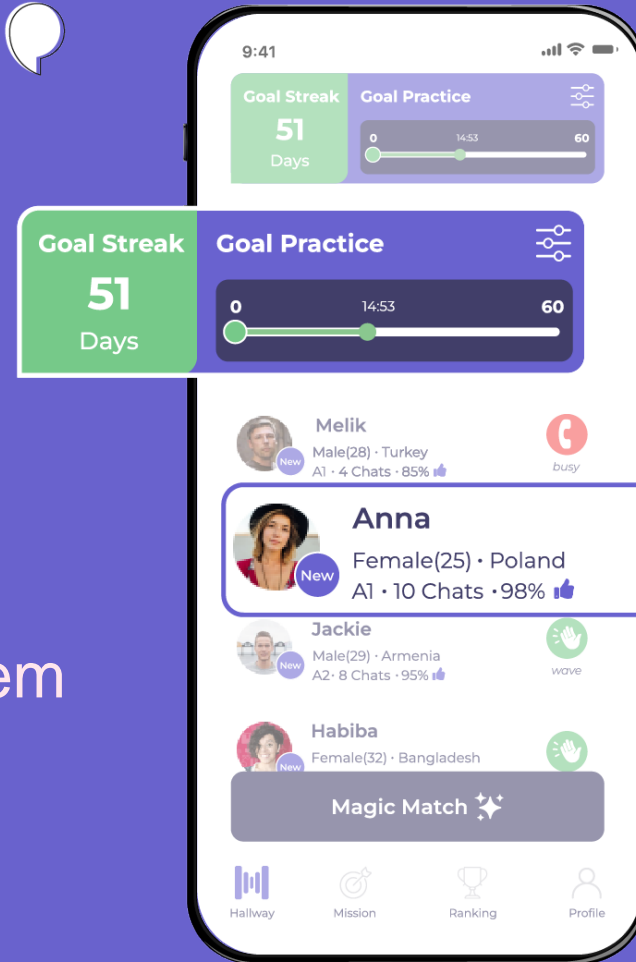 9:41
Goal Streak
51
Days
Goal Practice
0 14:53 60
Goal Streak
51
Days
Goal Practice
0 14:53 60
Melik
New
Male(28) · Turkey
A1 · 4 Chats · 85%
busy
Anna
New
Female(25) · Poland
A1 · 10 Chats · 98%
Jackie
New
Male(29) · Armenia
A2 · 8 Chats · 95%
wave
em
Habiba
New
Female(32) · Bangladesh
Magic Match
Hallway
Mission
Ranking
Profile